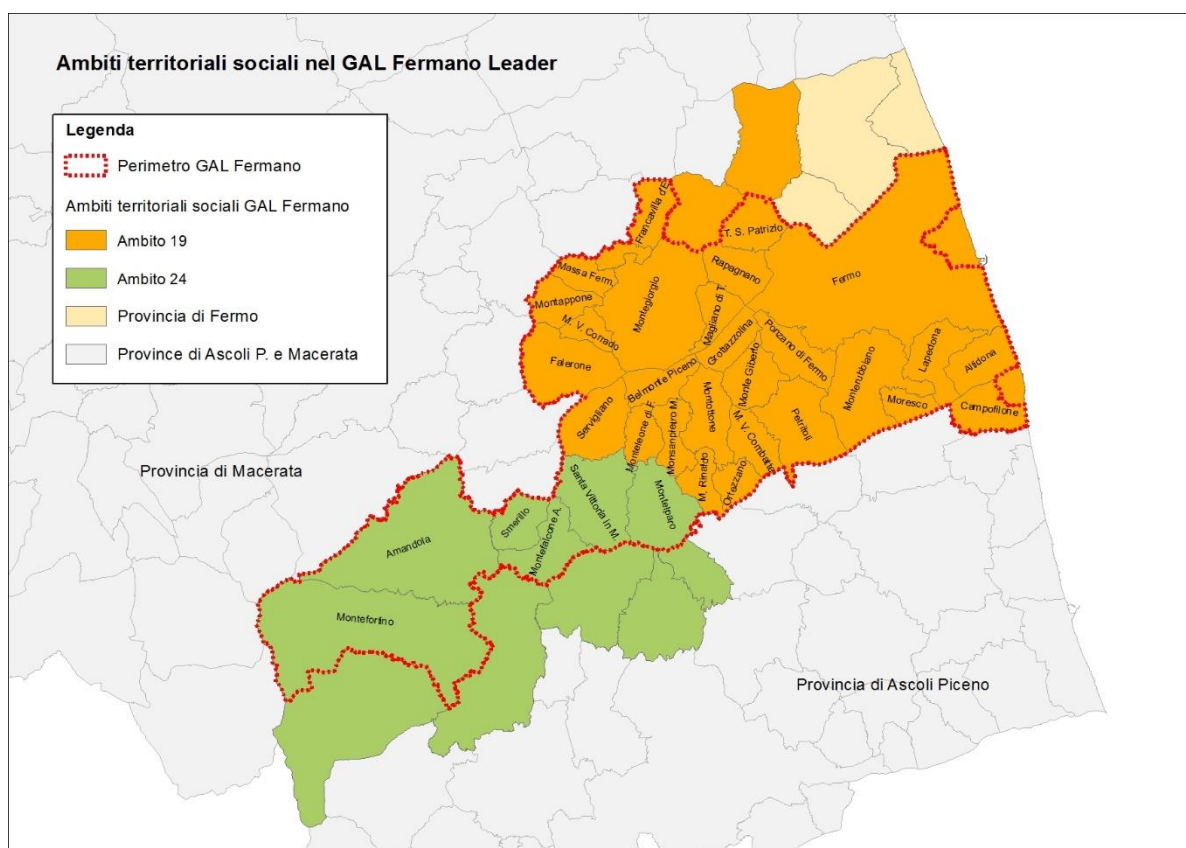 Ambiti territoriali sociali nel GAL Fermano Leader
Legenda
Perimetro GAL Fermano
Ambiti territoriali sociali GAL Fermano
Ambito 19
Ambito 24
Provincia di Fermo
Province di Ascoli P. e Macerata
Francavilla d'E.
T. S. Patrizio
Rapagnano
Fermo
Massa Ferm.
Montappone
M. V. Corrado
Montegiorgio
Magliano di T.
Grottazzolina
Ponzano di Fermo
Falerone
Belmonte Piceno
Monte Giberto
Monterubbiano
Lapedona
Altidona
Moresco
Campofilone
Servigliano
Monteleone di F.
Monsampietro M.
Montottone
M. V. Combatte
Petritoli
M. Rinaldo
Ortezzano
Provincia di Macerata
Santa Vittoria in M.
Montelparo
Smerillo
Montefalcone A.
Amandola
Montefortino
Provincia di Ascoli Piceno